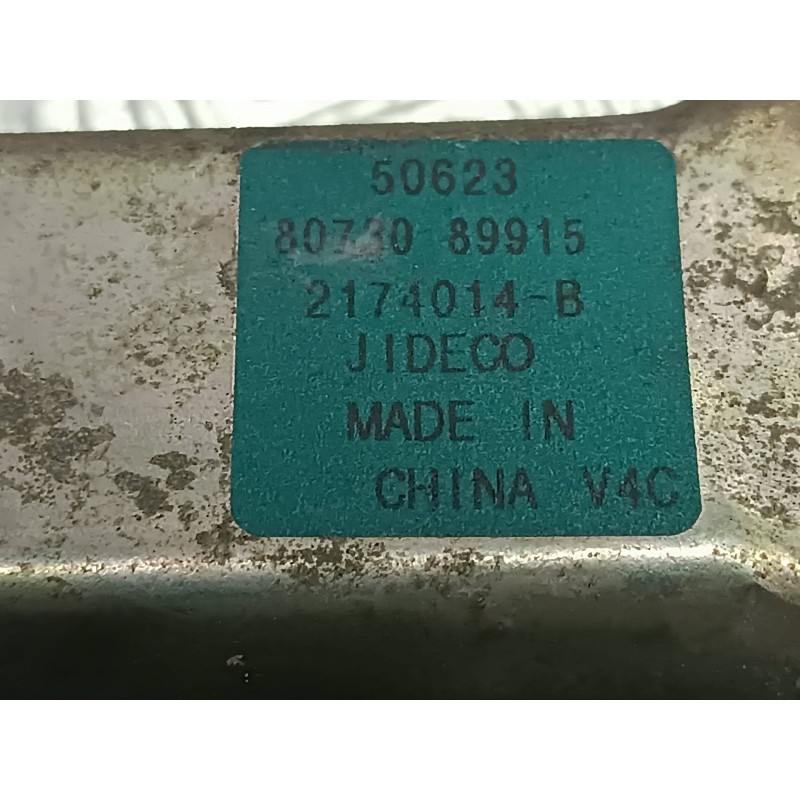 50623
80730 89915
2174014-B
JIDECO
MADE IN
CHINA V4C